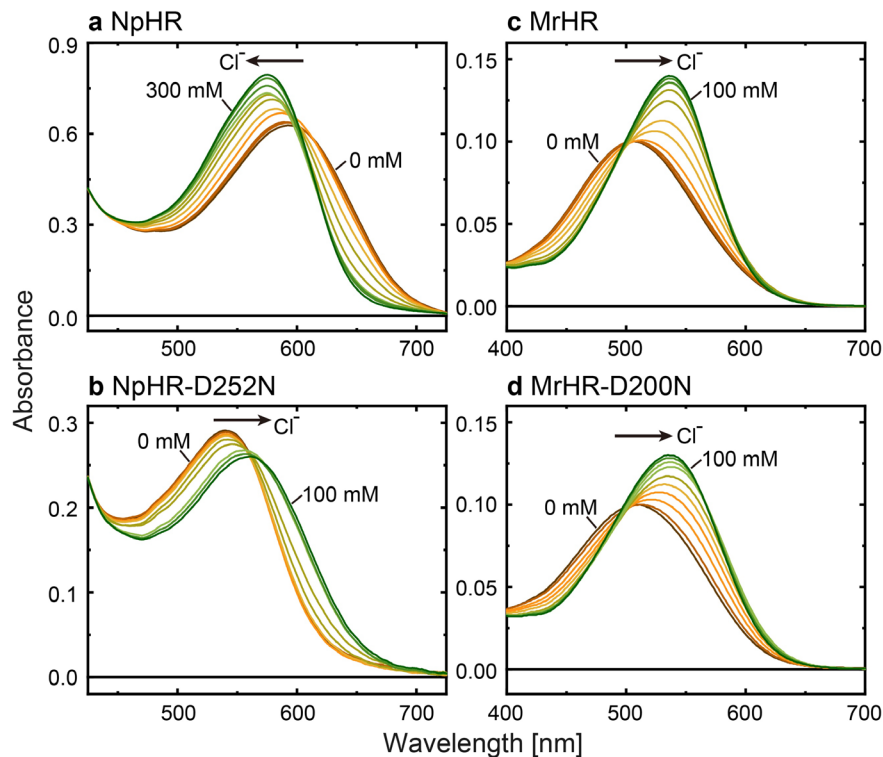 a NpHR
Cl⁻
300 mM
0 mM
0.9
0.6
0.3
0.0
500 600 700
c MrHR
Cl⁻
100 mM
0 mM
0.15
0.10
0.05
0.00
400 500 600 700
b NpHR-D252N
Cl⁻
0 mM
100 mM
0.3
0.2
0.1
0.0
500 600 700
d MrHR-D200N
Cl⁻
100 mM
0 mM
0.15
0.10
0.05
0.00
400 500 600 700
Absorbance
Wavelength [nm]